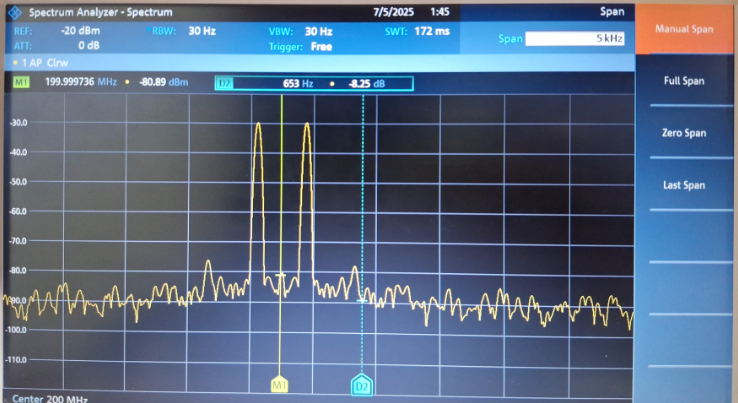 Spectrum Analyzer - Spectrum 7/5/2025 1:45 Span
REF: -20 dBm RBW: 30 Hz VBW: 30 Hz SWT: 172 ms
ATT: 0 dB Trigger: Free
Span 5 kHz
1 AP Clrw
M1 199.999736 MHz • -80.89 dBm D2 653 Hz • -8.25 dB
-30.0
-40.0
-50.0
-60.0
-70.0
-80.0
-90.0
-100.0
-110.0
M1 D2
Center 200 MHz
Manual Span
Full Span
Zero Span
Last Span